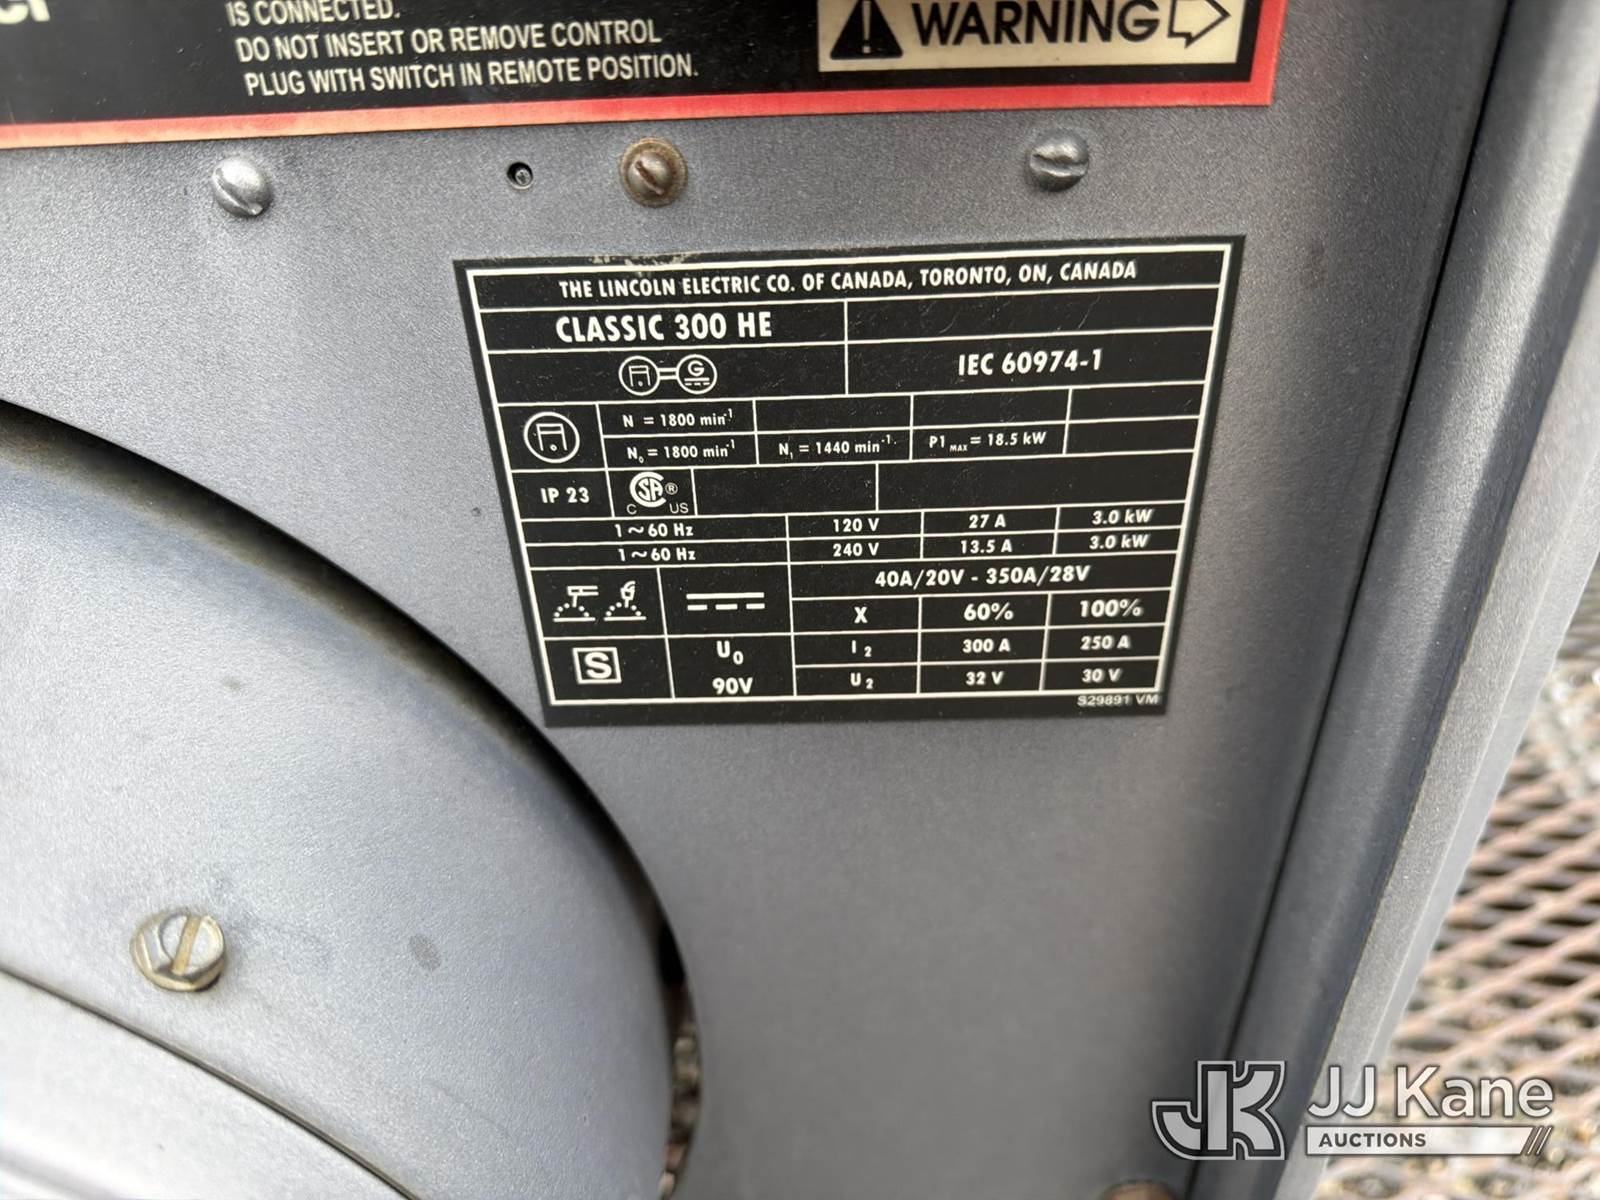 IS CONNECTED.
DO NOT INSERT OR REMOVE CONTROL
PLUG WITH SWITCH IN REMOTE POSITION.
WARNING
THE LINCOLN ELECTRIC CO. OF CANADA, TORONTO, ON, CANADA
CLASSIC 300 HE
IEC 60974-1
G
N = 1800 min-1
N0 = 1800 min-1 N1 = 1440 min-1 P1MAX = 18.5 kW
IP 23 CSA® C US
1~60 Hz 120 V 27 A 3.0 kW
1~60 Hz 240 V 13.5 A 3.0 kW
40A/20V - 350A/28V
X 60% 100%
S U0 I2 300 A 250 A
90V U2 32 V 30 V
S29891 VM
JK JJ Kane
AUCTIONS